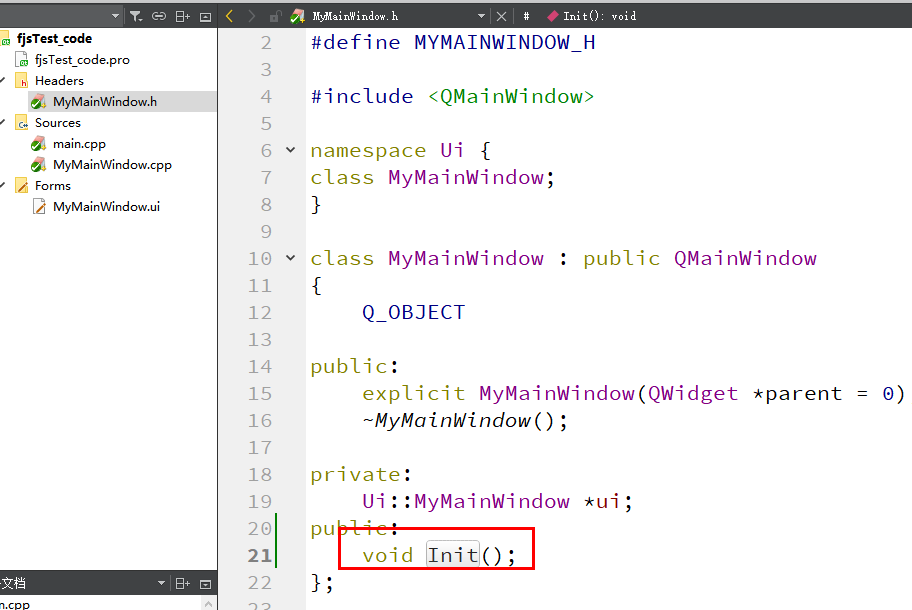 MyMainWindow.h
#
Init(): void
fjsTest_code
fjsTest_code.pro
Headers
MyMainWindow.h
Sources
main.cpp
MyMainWindow.cpp
Forms
MyMainWindow.ui
文档
n.cpp
2 #define MYMAINWINDOW_H
3
4 #include <QMainWindow>
5
6 namespace Ui {
7 class MyMainWindow;
8 }
9
10 class MyMainWindow : public QMainWindow
11 {
12 Q_OBJECT
13
14 public:
15 explicit MyMainWindow(QWidget *parent = 0)
16 ~MyMainWindow();
17
18 private:
19 Ui::MyMainWindow *ui;
20 public:
21 void Init();
22 };
23